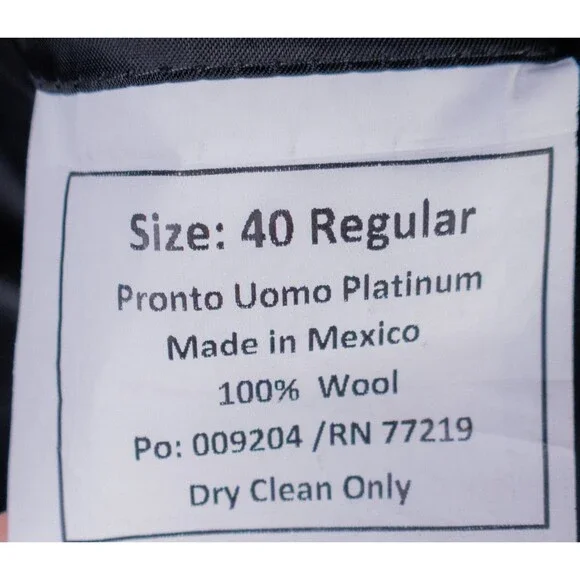 Size: 40 Regular
Pronto Uomo Platinum
Made in Mexico
100% Wool
Po: 009204 /RN 77219
Dry Clean Only